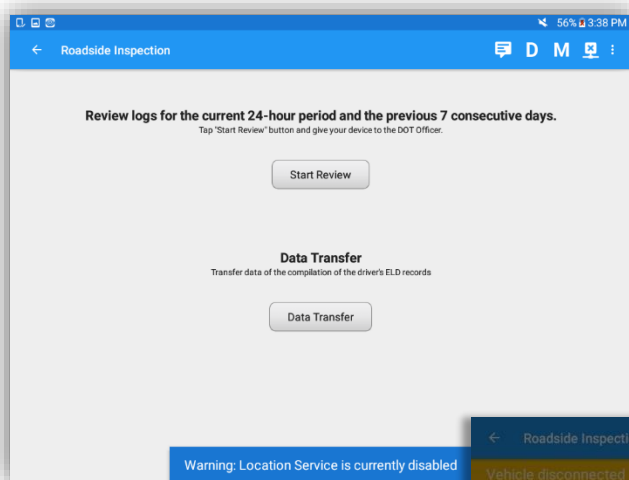 56% 3:38 PM
Roadside Inspection
D M
Review logs for the current 24-hour period and the previous 7 consecutive days.
Tap "Start Review" button and give your device to the DOT Officer.
Start Review
Data Transfer
Transfer data of the compilation of the driver's ELD records
Data Transfer
Warning: Location Service is currently disabled
Roadside
Vehicle disconnected